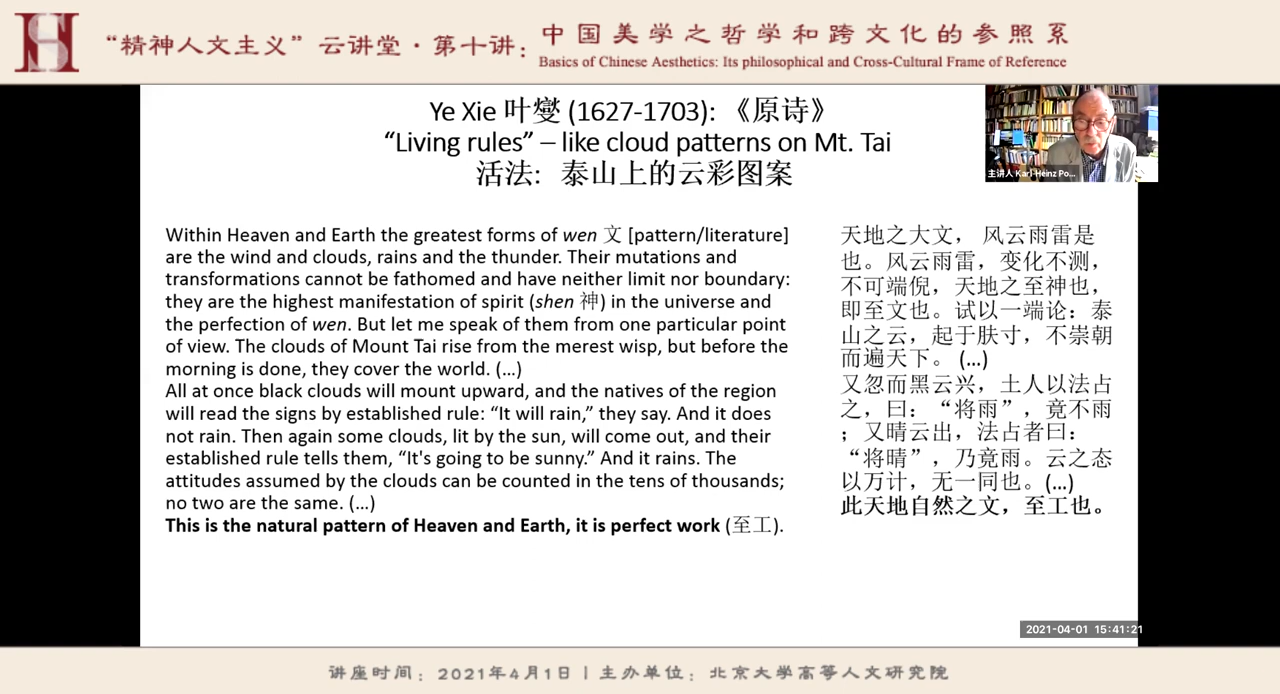 “精神人文主义”云讲堂·第十讲：
中国美学之哲学和跨文化的参照系
Basics of Chinese Aesthetics: Its philosophical and Cross-Cultural Frame of Reference
Ye Xie 叶燮 (1627-1703): 《原诗》
“Living rules” – like cloud patterns on Mt. Tai
活法：泰山上的云彩图案
主讲人 Karl-Heinz Po...
Within Heaven and Earth the greatest forms of wen 文 [pattern/literature]
are the wind and clouds, rains and the thunder. Their mutations and
transformations cannot be fathomed and have neither limit nor boundary:
they are the highest manifestation of spirit (shen 神) in the universe and
the perfection of wen. But let me speak of them from one particular point
of view. The clouds of Mount Tai rise from the merest wisp, but before the
morning is done, they cover the world. (…)
All at once black clouds will mount upward, and the natives of the region
will read the signs by established rule: “It will rain,” they say. And it does
not rain. Then again some clouds, lit by the sun, will come out, and their
established rule tells them, “It's going to be sunny.” And it rains. The
attitudes assumed by the clouds can be counted in the tens of thousands;
no two are the same. (…)
This is the natural pattern of Heaven and Earth, it is perfect work (至工).
天地之大文， 风云雨雷是
也。风云雨雷，变化不测，
不可端倪，天地之至神也，
即至文也。试以一端论：泰
山之云，起于肤寸，不崇朝
而遍天下。 (…)
又忽而黑云兴，土人以法占
之，曰：“将雨”，竟不雨
；又晴云出，法占者曰：
“将晴”，乃竟雨。云之态
以万计，无一同也。(…)
此天地自然之文，至工也。
2021-04-01 15:41:21
讲座时间：2021年4月1日｜主办单位：北京大学高等人文研究院